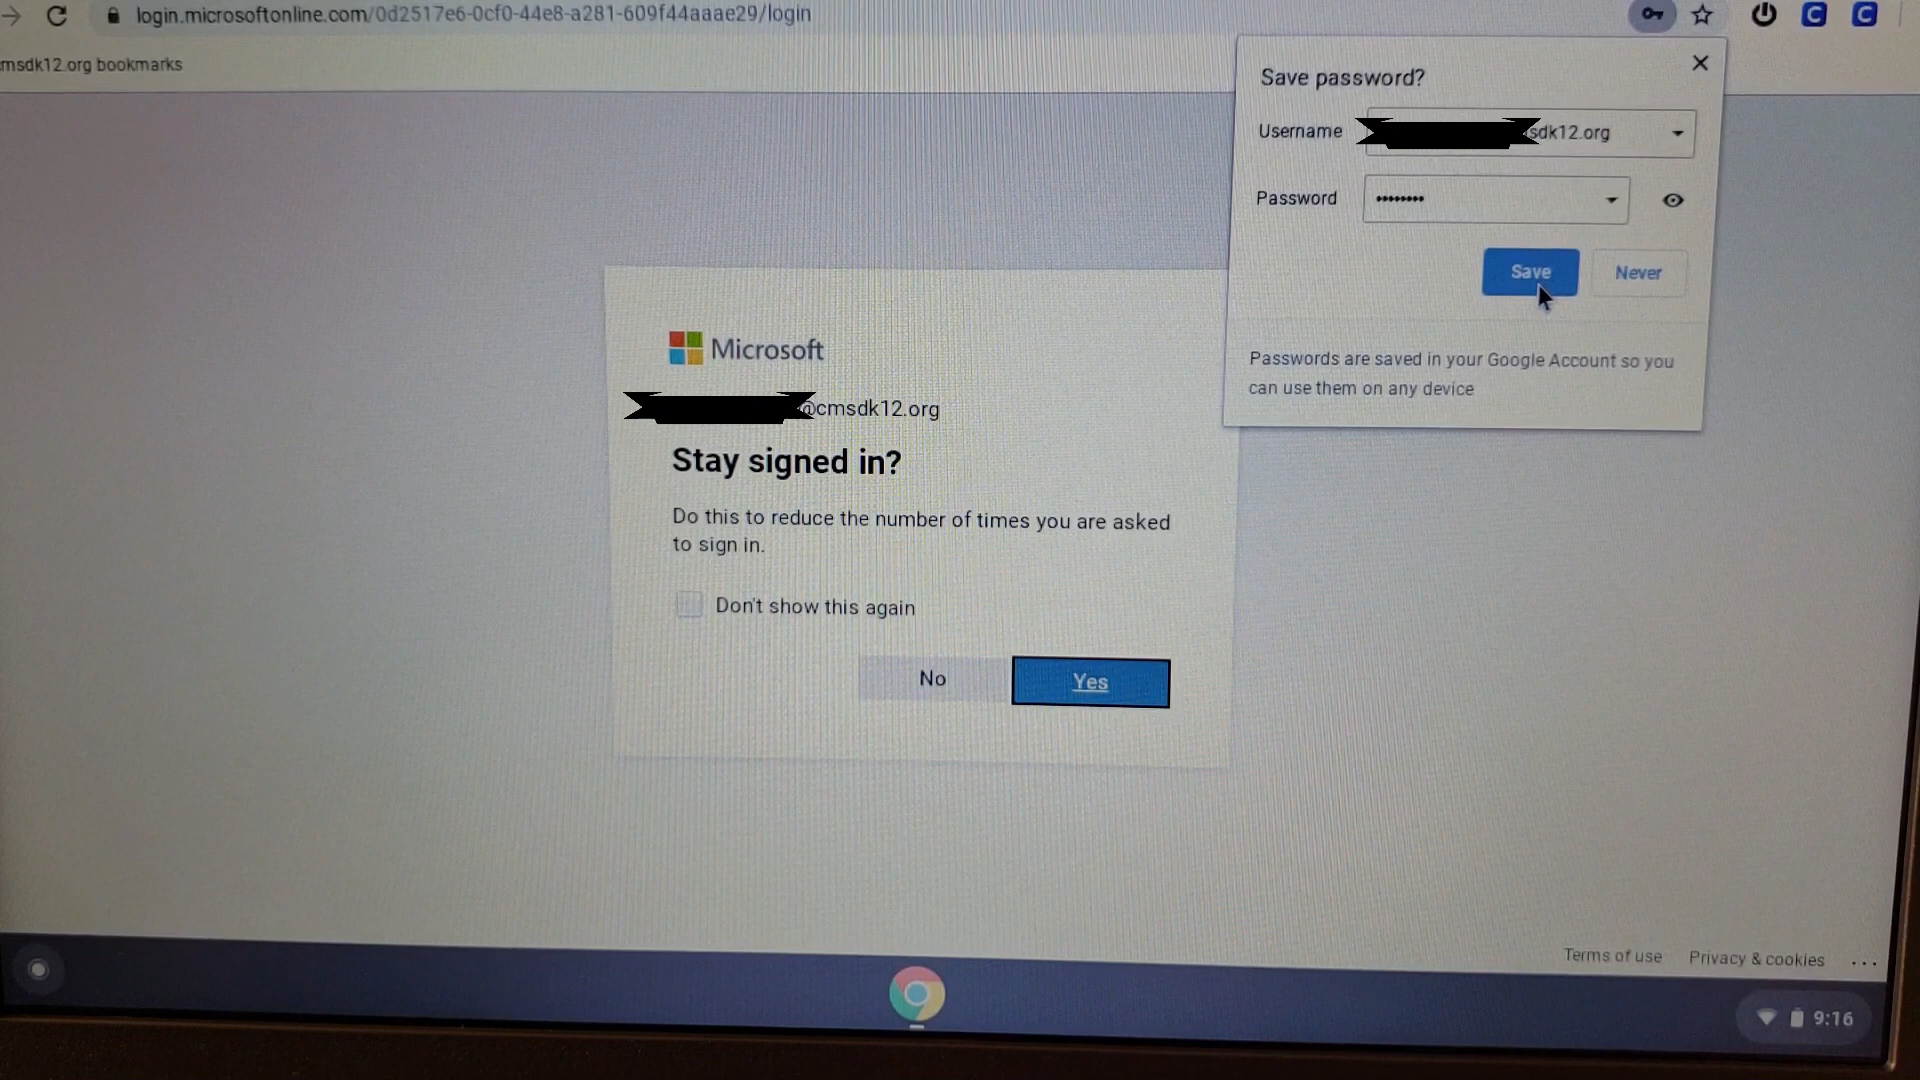 login.microsoftonline.com/0d2517e6-0cf0-44e8-a281-609f44aaae29/login
msdk12.org bookmarks
Save password?
Username sdk12.org
Password ••••••••
Save Never
Passwords are saved in your Google Account so you
can use them on any device
Microsoft
@cmsdk12.org
Stay signed in?
Do this to reduce the number of times you are asked
to sign in.
Don't show this again
No Yes
Terms of use Privacy & cookies ...
9:16